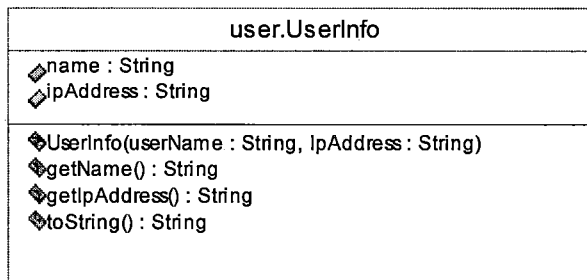 user.UserInfo
name : String
ipAddress : String
UserInfo(userName : String, IpAddress : String)
getName() : String
getIpAddress() : String
toString() : String